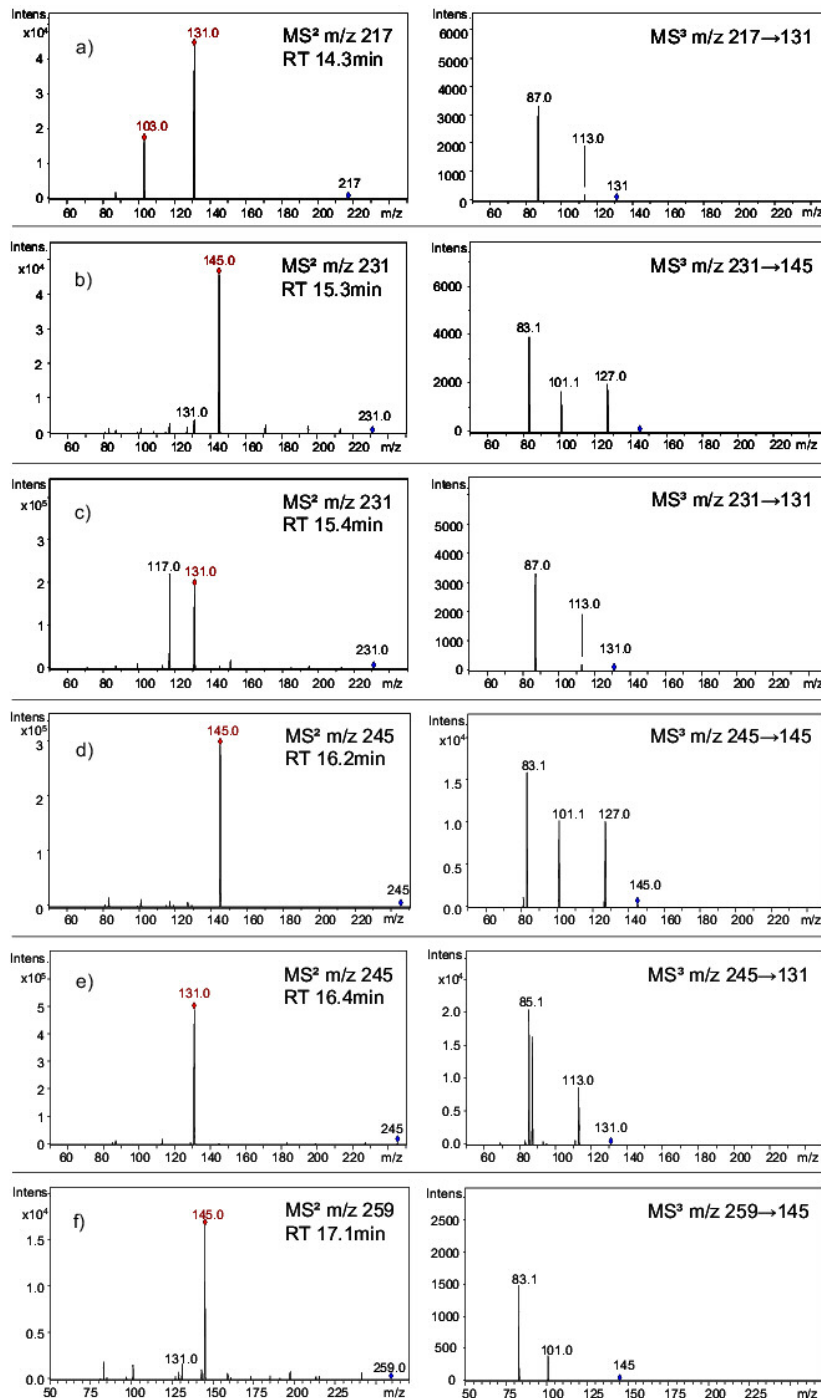 Intens.
x10⁴
a)
131.0
MS² m/z 217
RT 14.3min
103.0
217
4
3
2
1
0
60 80 100 120 140 160 180 200 220 m/z
Intens.
MS³ m/z 217→131
87.0
113.0
131
6000
5000
4000
3000
2000
1000
0
60 80 100 120 140 160 180 200 220 m/z
Intens.
x10⁴
b)
145.0
MS² m/z 231
RT 15.3min
131.0
231.0
4
3
2
1
0
60 80 100 120 140 160 180 200 220 m/z
Intens.
MS³ m/z 231→145
83.1
101.1
127.0
6000
4000
2000
0
60 80 100 120 140 160 180 200 220 m/z
Intens
x10⁵
c)
MS² m/z 231
RT 15.4min
117.0
131.0
231.0
3
2
1
0
60 80 100 120 140 160 180 200 220 m/z
Intens.
MS³ m/z 231→131
87.0
113.0
131.0
5000
4000
3000
2000
1000
0
60 80 100 120 140 160 180 200 220 m/z
Intens.
x10⁵
d)
145.0
MS² m/z 245
RT 16.2min
245
3
2
1
0
60 80 100 120 140 160 180 200 220 m/z
Intens.
x10⁴
MS³ m/z 245→145
83.1
101.1
127.0
145.0
1.5
1.0
0.5
0.0
60 80 100 120 140 160 180 200 220 m/z
Intens.
x10⁵
e)
131.0
MS² m/z 245
RT 16.4min
245
5
4
3
2
1
0
60 80 100 120 140 160 180 200 220 m/z
Intens.
x10⁴
MS³ m/z 245→131
85.1
113.0
131.0
2.0
1.5
1.0
0.5
0.0
60 80 100 120 140 160 180 200 220 m/z
Intens.
x10⁴
f)
145.0
MS² m/z 259
RT 17.1min
131.0
259.0
1.5
1.0
0.5
0.0
50 75 100 125 150 175 200 225 m/z
Intens.
MS³ m/z 259→145
83.1
101.0
145
2500
2000
1500
1000
500
0
50 75 100 125 150 175 200 225 m/z